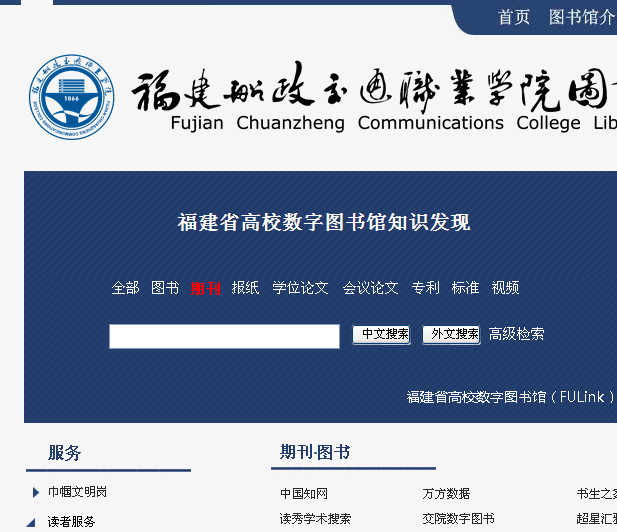 首页 图书馆介
福建船政交通職業學院圖
Fujian Chuanzheng Communications College Lib
1866
福建省高校数字图书馆知识发现
全部 图书 期刊 报纸 学位论文 会议论文 专利 标准 视频
中文搜索 外文搜索 高级检索
福建省高校数字图书馆（FULink）
服务 期刊·图书
巾帼文明岗 中国知网 万方数据 书生之家
读者服务 读秀学术搜索 交院数字图书 超星汇雅